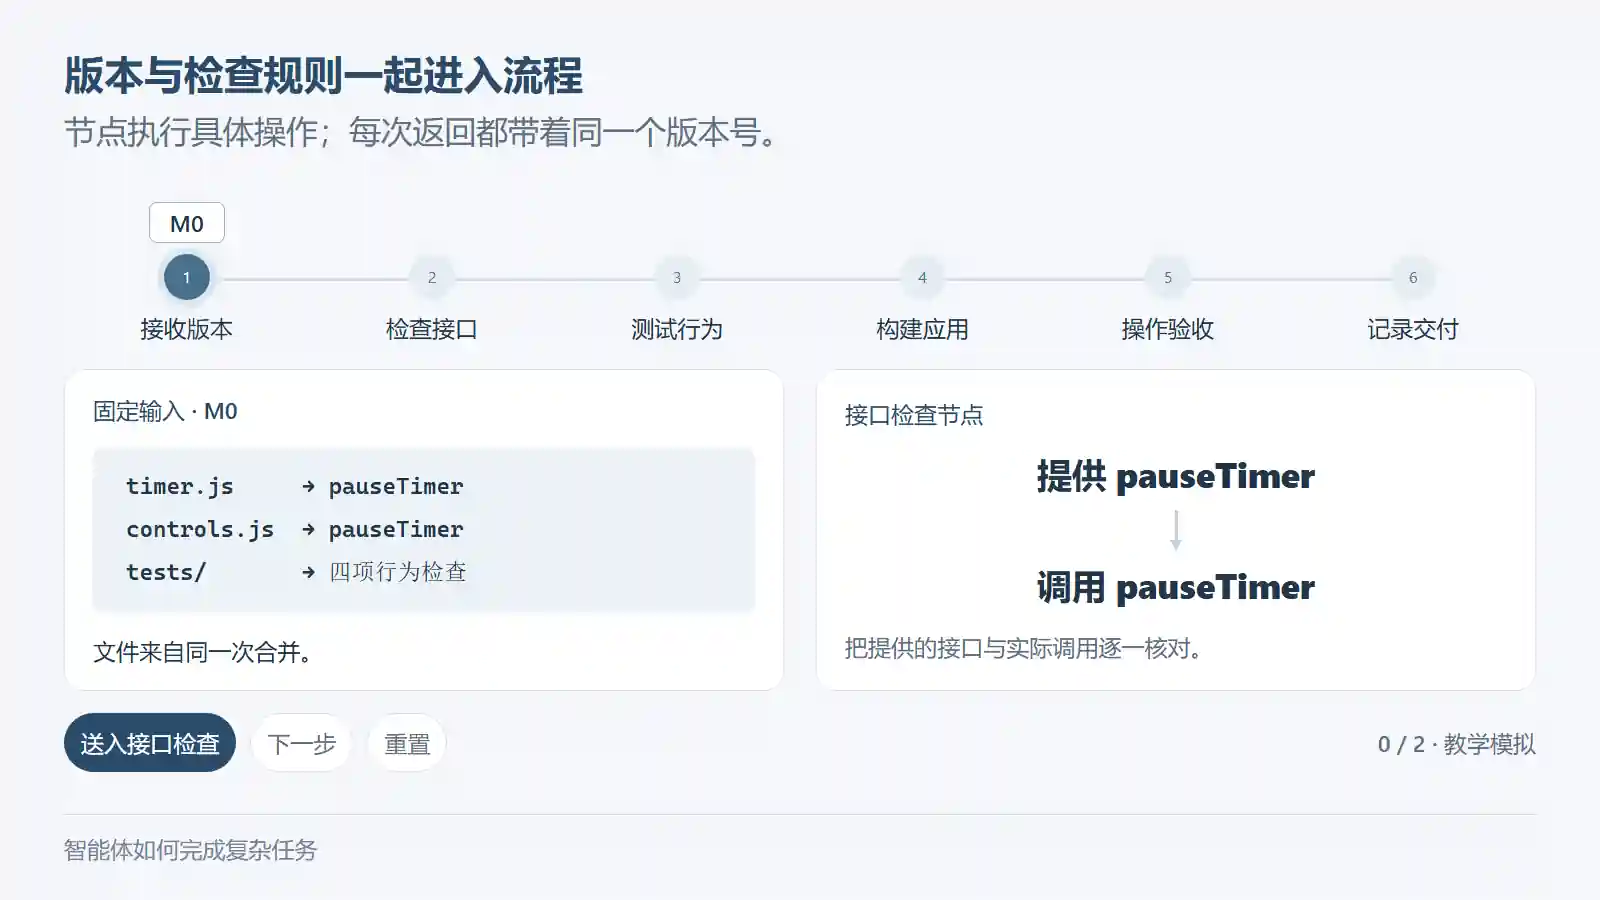 版本与检查规则一起进入流程
节点执行具体操作；每次返回都带着同一个版本号。
M0
1 2 3 4 5 6
接收版本 检查接口 测试行为 构建应用 操作验收 记录交付
固定输入 · M0
timer.js → pauseTimer
controls.js → pauseTimer
tests/ → 四项行为检查
文件来自同一次合并。
接口检查节点
提供 pauseTimer
调用 pauseTimer
把提供的接口与实际调用逐一核对。
送入接口检查 下一步 重置
0 / 2 · 教学模拟
智能体如何完成复杂任务